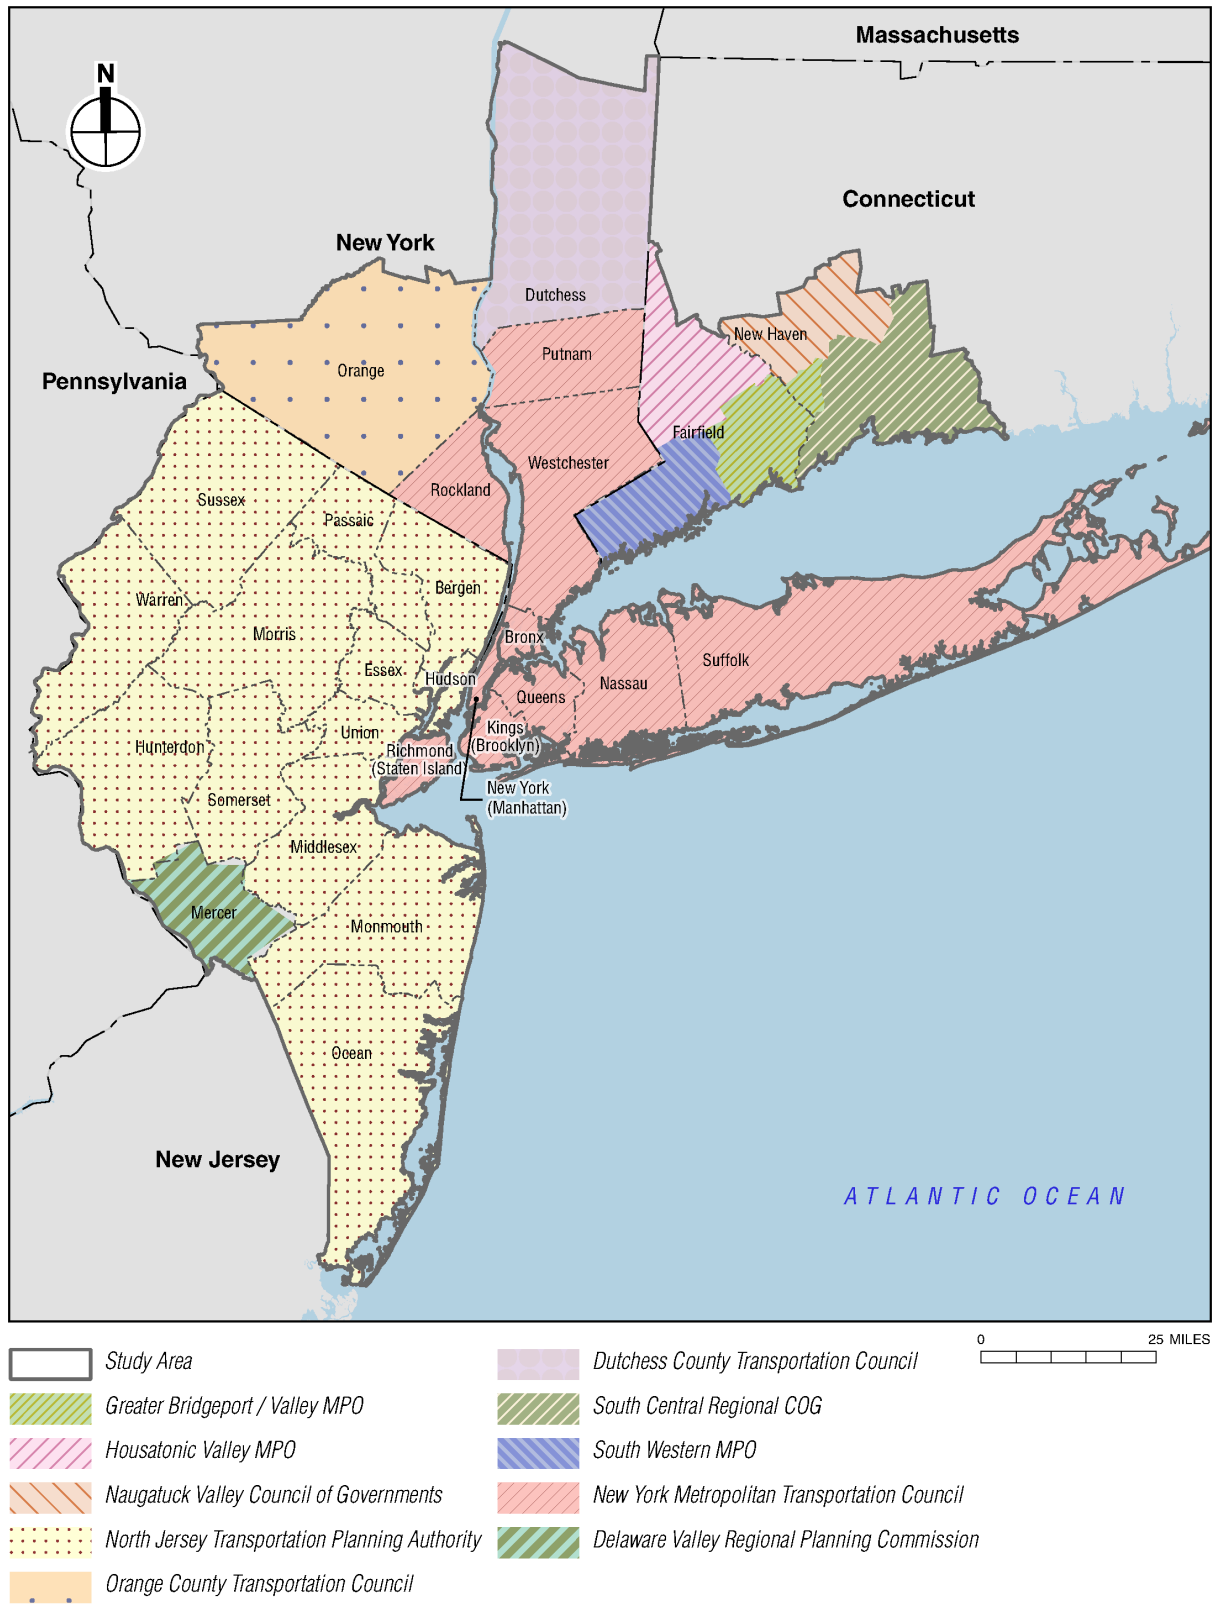 Massachusetts
N
Connecticut
New York
Dutchess
New Haven
Putnam
Orange
Pennsylvania
Fairfield
Westchester
Rockland
Sussex
Passaic
Bergen
Warren
Morris
Bronx
Suffolk
Essex
Hudson
Nassau
Queens
Union
Kings
(Brooklyn)
Hunterdon
Richmond
(Staten Island)
New York
(Manhattan)
Somerset
Middlesex
Mercer
Monmouth
Ocean
New Jersey
ATLANTIC OCEAN
0 25 MILES
Study Area
Greater Bridgeport / Valley MPO
Housatonic Valley MPO
Naugatuck Valley Council of Governments
North Jersey Transportation Planning Authority
Orange County Transportation Council
Dutchess County Transportation Council
South Central Regional COG
South Western MPO
New York Metropolitan Transportation Council
Delaware Valley Regional Planning Commission